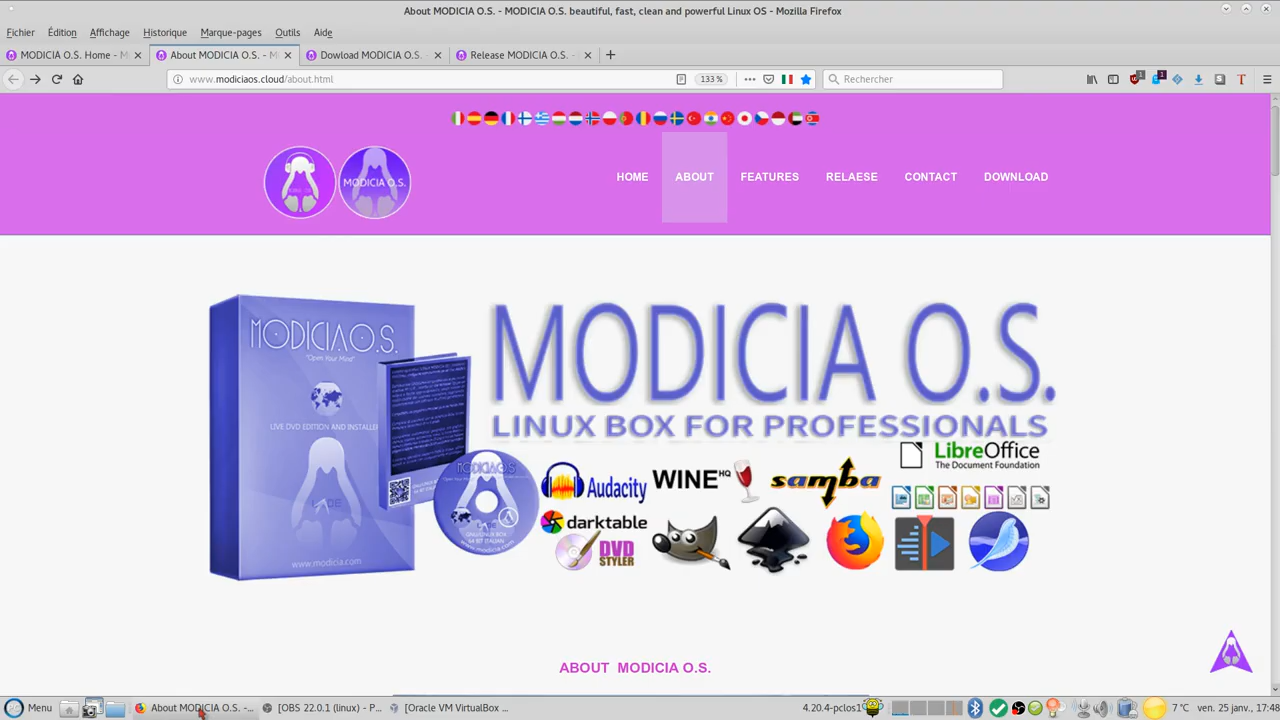 About MODICIA O.S. - MODICIA O.S. beautiful, fast, clean and powerful Linux OS - Mozilla Firefox
Fichier Édition Affichage Historique Marque-pages Outils Aide
MODICIA O.S. Home - M
About MODICIA O.S. - M
Dowload MODICIA O.S. -
Release MODICIA O.S. -
www.modiciaos.cloud/about.html
133 %
Rechercher
MODICIA O.S.
HOME ABOUT FEATURES RELAESE CONTACT DOWNLOAD
MODICIA O.S.
"Open Your Mind"
LIVE DVD EDITION AND INSTALLER
www.modicia.com
MODICIA O.S.
LINUX BOX FOR PROFESSIONALS
LibreOffice
The Document Foundation
Audacity
WINE HQ
samba
darktable
DVD
STYLER
ABOUT MODICIA O.S.
Menu
About MODICIA O.S. -...
[OBS 22.0.1 (linux) - P...
[Oracle VM VirtualBox ...
4.20.4-pclos1
7 °C
ven. 25 janv., 17:48